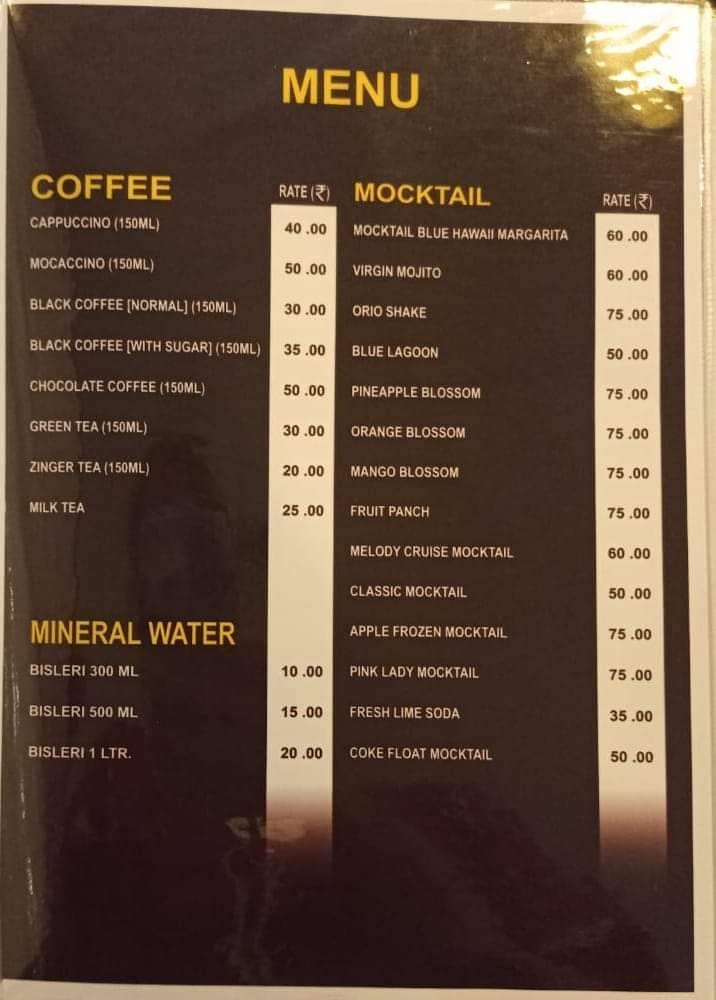 MENU
COFFEE RATE (₹)
CAPPUCCINO (150ML) 40 .00
MOCACCINO (150ML) 50 .00
BLACK COFFEE [NORMAL] (150ML) 30 .00
BLACK COFFEE [WITH SUGAR] (150ML) 35 .00
CHOCOLATE COFFEE (150ML) 50 .00
GREEN TEA (150ML) 30 .00
ZINGER TEA (150ML) 20 .00
MILK TEA 25 .00
MINERAL WATER
BISLERI 300 ML 10 .00
BISLERI 500 ML 15 .00
BISLERI 1 LTR. 20 .00
MOCKTAIL RATE (₹)
MOCKTAIL BLUE HAWAII MARGARITA 60 .00
VIRGIN MOJITO 60 .00
ORIO SHAKE 75 .00
BLUE LAGOON 50 .00
PINEAPPLE BLOSSOM 75 .00
ORANGE BLOSSOM 75 .00
MANGO BLOSSOM 75 .00
FRUIT PANCH 75 .00
MELODY CRUISE MOCKTAIL 60 .00
CLASSIC MOCKTAIL 50 .00
APPLE FROZEN MOCKTAIL 75 .00
PINK LADY MOCKTAIL 75 .00
FRESH LIME SODA 35 .00
COKE FLOAT MOCKTAIL 50 .00